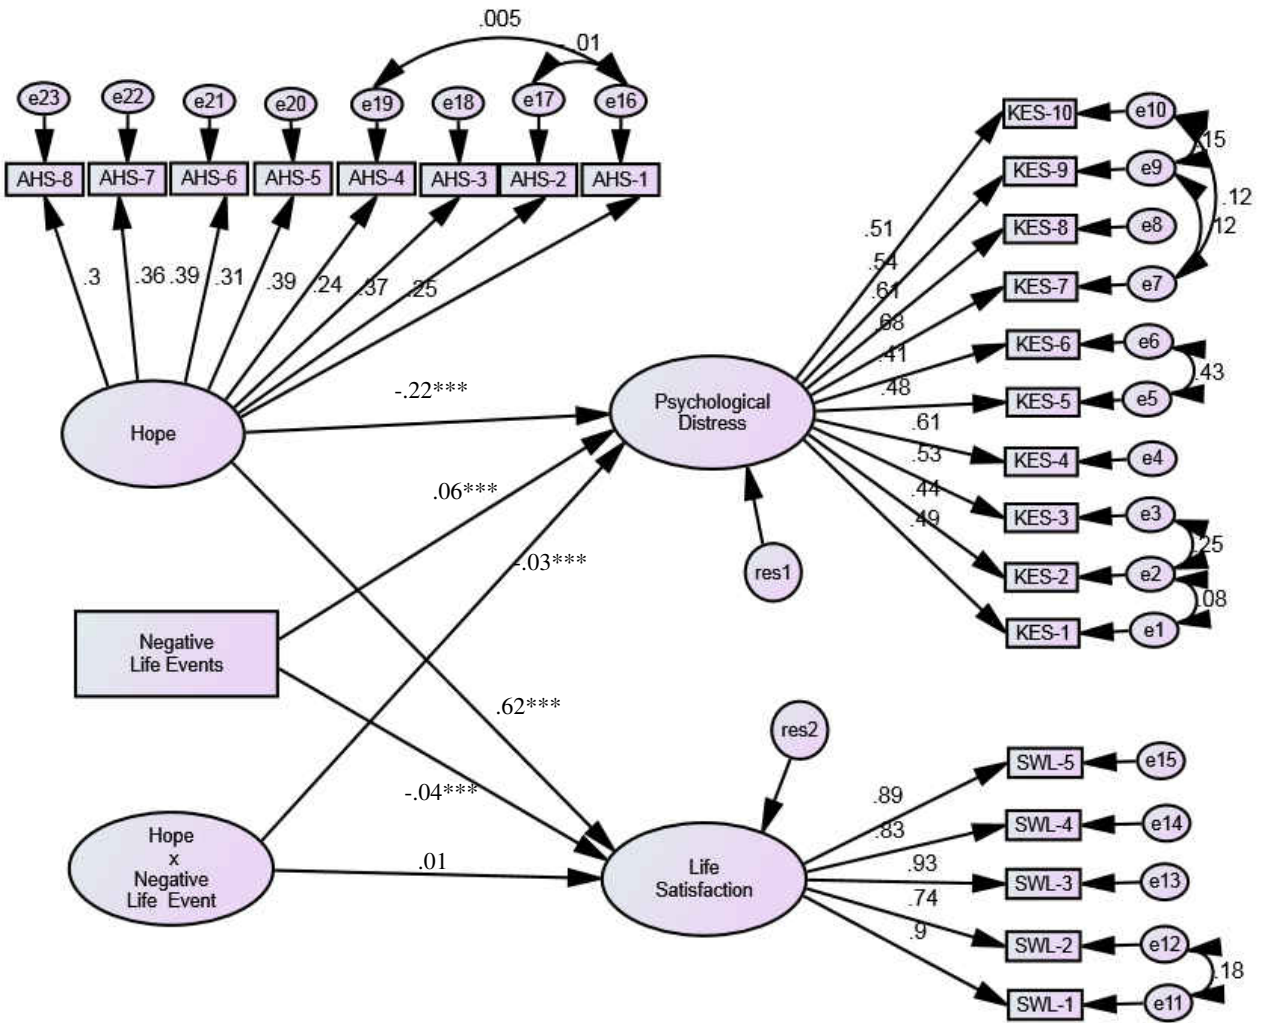 .005
.01
e23
e22
e21
e20
e19
e18
e17
e16
AHS-8
AHS-7
AHS-6
AHS-5
AHS-4
AHS-3
AHS-2
AHS-1
.3
.36
.39
.31
.39
.24
.37
.25
Hope
-.22***
.06***
-.03***
Negative
Life Events
.62***
-.04***
Hope
x
Negative
Life Event
.01
Psychological
Distress
res1
.51
.54
.61
.68
.41
.48
.61
.53
.44
.49
KES-10
e10
KES-9
e9
KES-8
e8
KES-7
e7
KES-6
e6
KES-5
e5
KES-4
e4
KES-3
e3
KES-2
e2
KES-1
e1
.15
.12
.12
.43
.25
.08
res2
Life
Satisfaction
.89
.83
.93
.74
.9
SWL-5
e15
SWL-4
e14
SWL-3
e13
SWL-2
e12
SWL-1
e11
.18